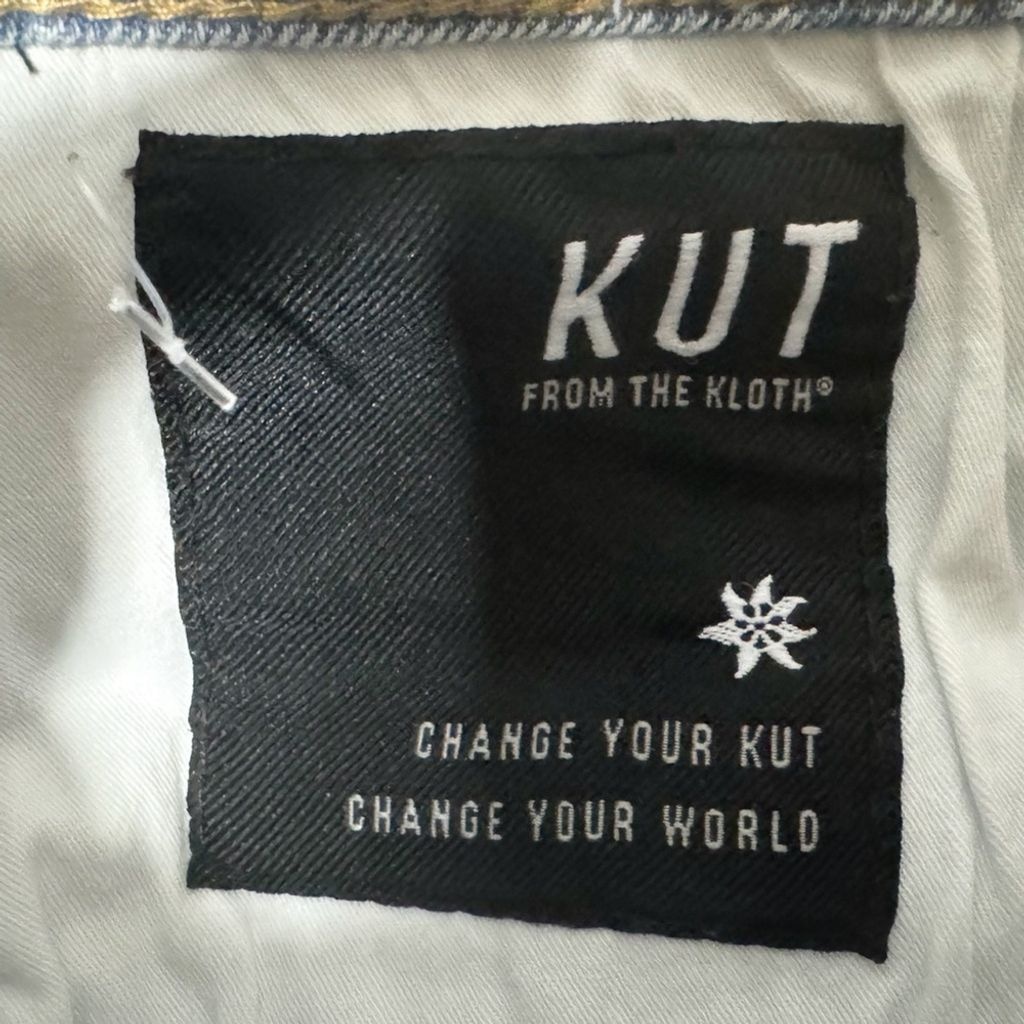 KUT
FROM THE KLOTH®
CHANGE YOUR KUT
CHANGE YOUR WORLD